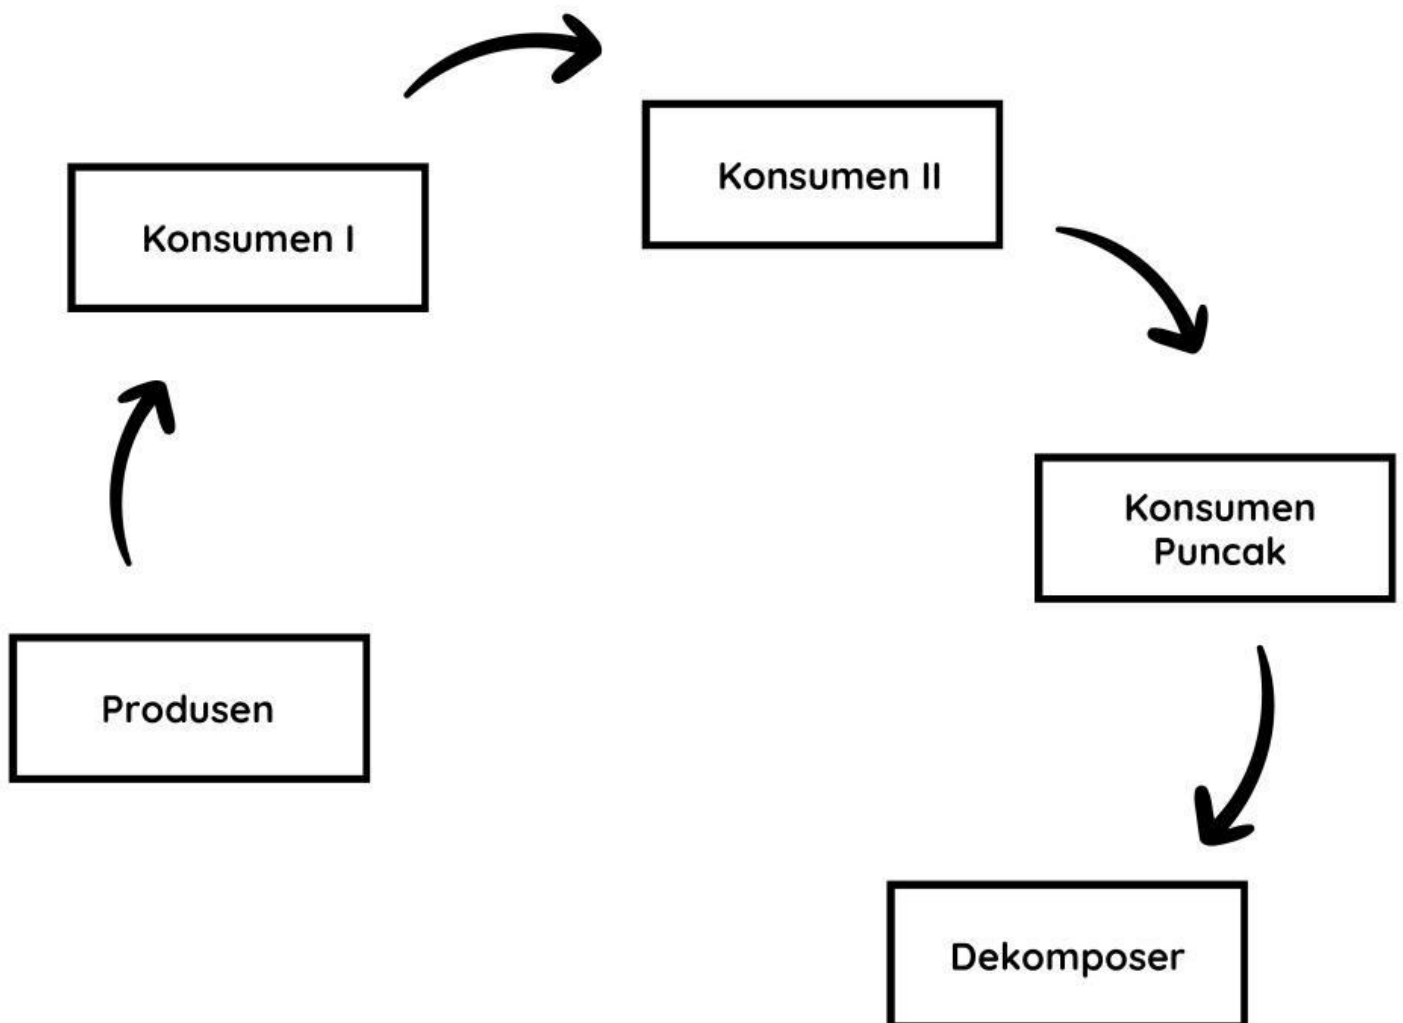 Konsumen II
Konsumen I
Konsumen
Puncak
Produsen
Dekomposer